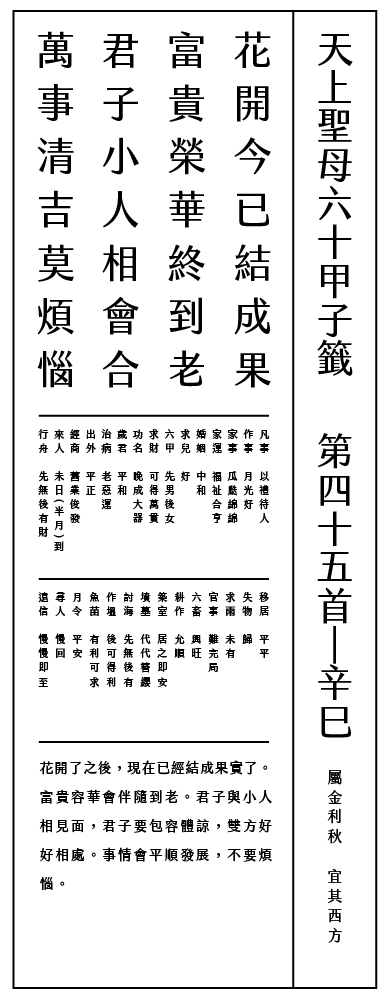 天上聖母六十甲子籤　第四十五首｜辛巳
屬金利秋　宜其西方
花開今已結成果
富貴榮華終到老
君子小人相會合
萬事清吉莫煩惱
凡事　以禮待人
作事　月光好
家事　瓜瓞綿綿
家運　福祉合亨
婚姻　中和
求兒　好
六甲　先男後女
求財　可得萬貫
功名　晚成大器
歲君　平和
治病　老惡運
出外　平正
經商　舊業後發
來人　未日(半月)到
行舟　先無後有財
移居　平平
失物　歸
求雨　未有
官事　難完局
六畜　興旺
耕作　允順
築室　居之即安
墳墓　代代簪纓
討海　先無後有
作塭　後可得利
魚苗　有利可求
月令　平安
尋人　慢回
遠信　慢慢即至
花開了之後，現在已經結成果實了。
富貴容華會伴隨到老。君子與小人
相見面，君子要包容體諒，雙方好
好相處。事情會平順發展，不要煩
惱。